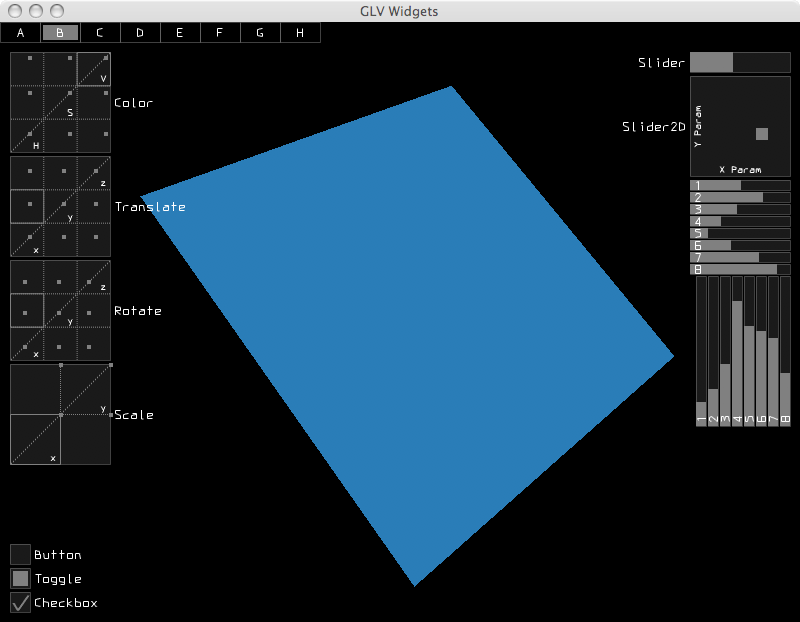 GLV Widgets
A B C D E F G H
V
S
H
Color
z
y
x
Translate
z
y
x
Rotate
y
x
Scale
Button
Toggle
Checkbox
Slider
Slider2D
Y Param
X Param
1
2
3
4
5
6
7
8
1 2 3 4 5 6 7 8